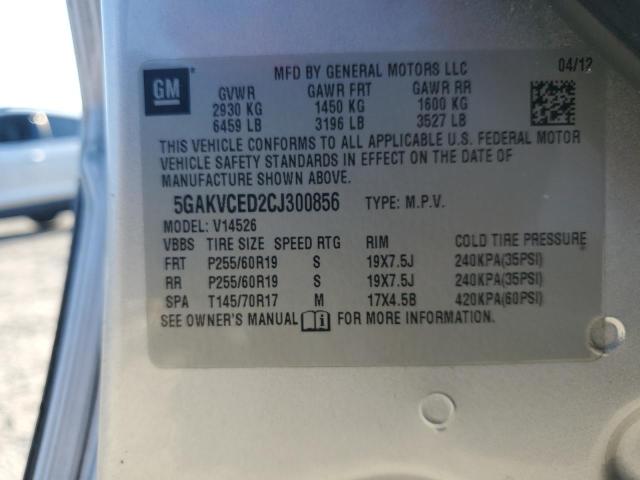 MFD BY GENERAL MOTORS LLC 04/12
GM
GVWR GAWR FRT GAWR RR
2930 KG 1450 KG 1600 KG
6459 LB 3196 LB 3527 LB
THIS VEHICLE CONFORMS TO ALL APPLICABLE U.S. FEDERAL MOTOR
VEHICLE SAFETY STANDARDS IN EFFECT ON THE DATE OF
MANUFACTURE SHOWN ABOVE.
5GAKVCED2CJ300856 TYPE: M.P.V.
MODEL: V14526
VBBS TIRE SIZE SPEED RTG RIM COLD TIRE PRESSURE
FRT P255/60R19 S 19X7.5J 240KPA(35PSI)
RR P255/60R19 S 19X7.5J 240KPA(35PSI)
SPA T145/70R17 M 17X4.5B 420KPA(60PSI)
SEE OWNER'S MANUAL FOR MORE INFORMATION.